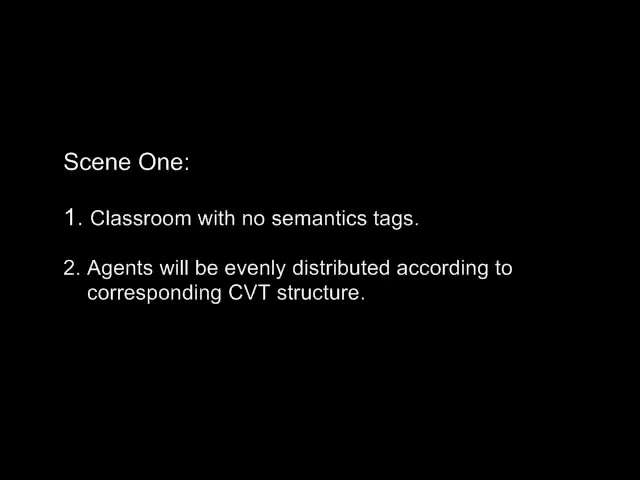 Scene One:
1. Classroom with no semantics tags.
2. Agents will be evenly distributed according to
corresponding CVT structure.